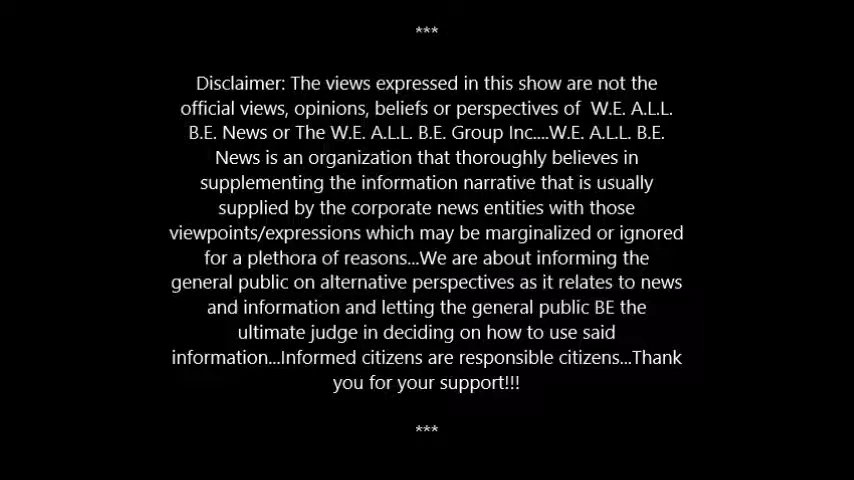 ***
Disclaimer: The views expressed in this show are not the
official views, opinions, beliefs or perspectives of  W.E. A.L.L.
B.E. News or The W.E. A.L.L. B.E. Group Inc....W.E. A.L.L. B.E.
News is an organization that thoroughly believes in
supplementing the information narrative that is usually
supplied by the corporate news entities with those
viewpoints/expressions which may be marginalized or ignored
for a plethora of reasons...We are about informing the
general public on alternative perspectives as it relates to news
and information and letting the general public BE the
ultimate judge in deciding on how to use said
information...Informed citizens are responsible citizens...Thank
you for your support!!!
***